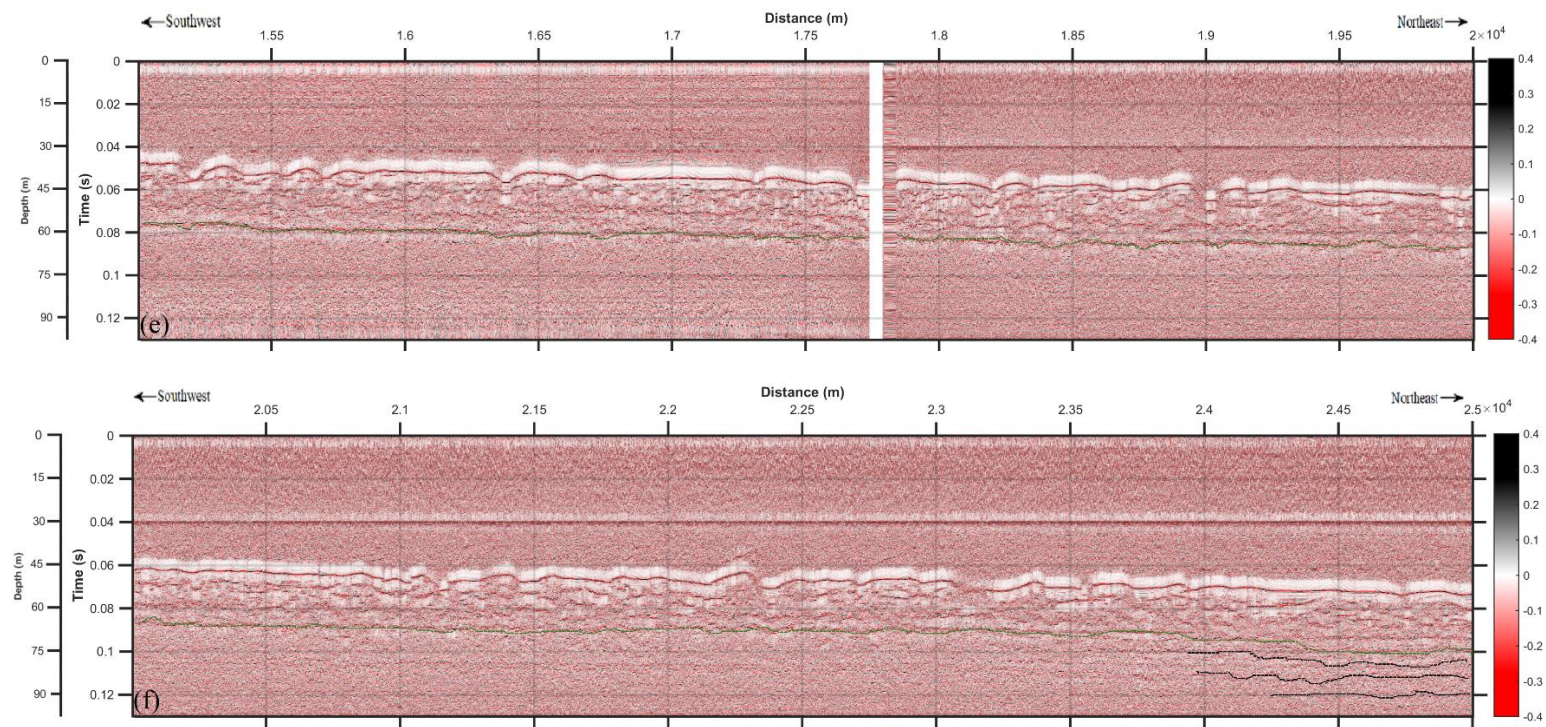 ←Southwest Distance (m) Northeast→
1.55 1.6 1.65 1.7 1.75 1.8 1.85 1.9 1.95 2×10⁴
0 0 0.4
0.3
15 0.02
0.2
30 0.04
0.1
Depth (m) Time (s)
45 0.06 0
60 0.08 -0.1
75 0.1 -0.2
-0.3
90 0.12
(e) -0.4
←Southwest Distance (m) Northeast→
2.05 2.1 2.15 2.2 2.25 2.3 2.35 2.4 2.45 2.5×10⁴
0 0 0.4
0.3
15 0.02
0.2
30 0.04
0.1
Depth (m) Time (s)
45 0.06 0
60 0.08 -0.1
75 0.1 -0.2
-0.3
90 0.12
(f) -0.4